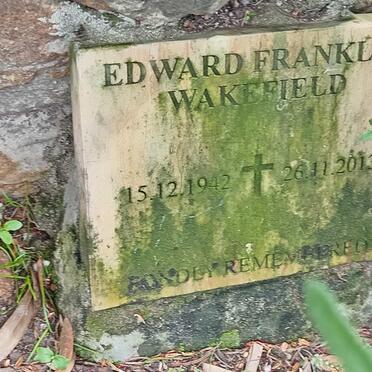 EDWARD FRANKL
WAKEFIELD
15.12.1942 ✝ 26.11.2013
FONDLY REMEMBERED